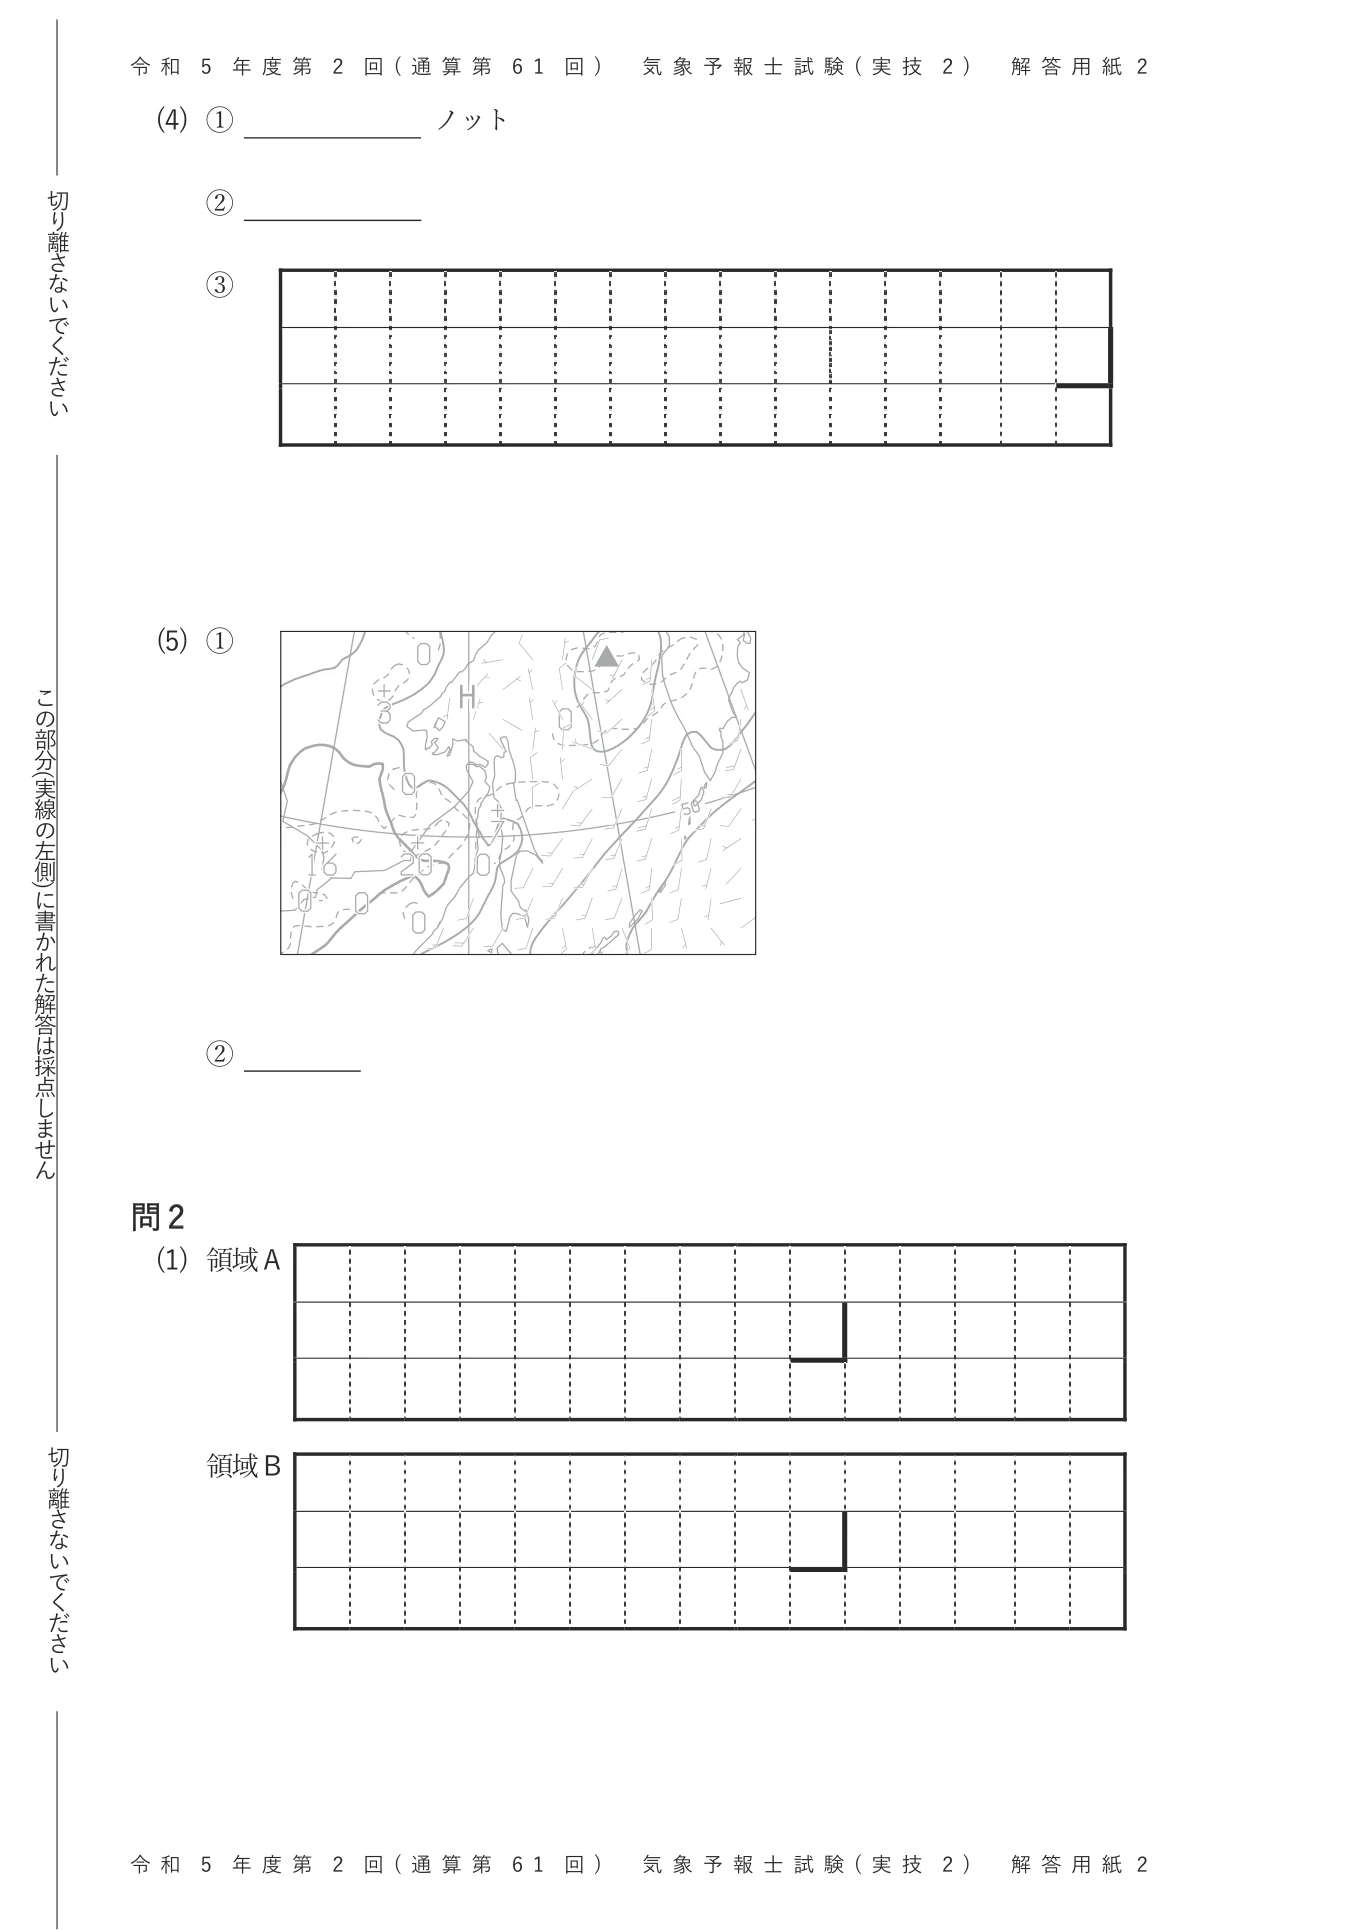 令和5年度第2回(通算第61回) 気象予報士試験(実技2) 解答用紙2
(4) ① ノット
②
③
(5) ①
0
+
3
H
0
0
50
+
7
+
16
+
20
0
0
0
0
②
問2
(1) 領域A
領域B
令和5年度第2回(通算第61回) 気象予報士試験(実技2) 解答用紙2
切り離さないでください
この部分(実線の左側)に書かれた解答は採点しません
切り離さないでください